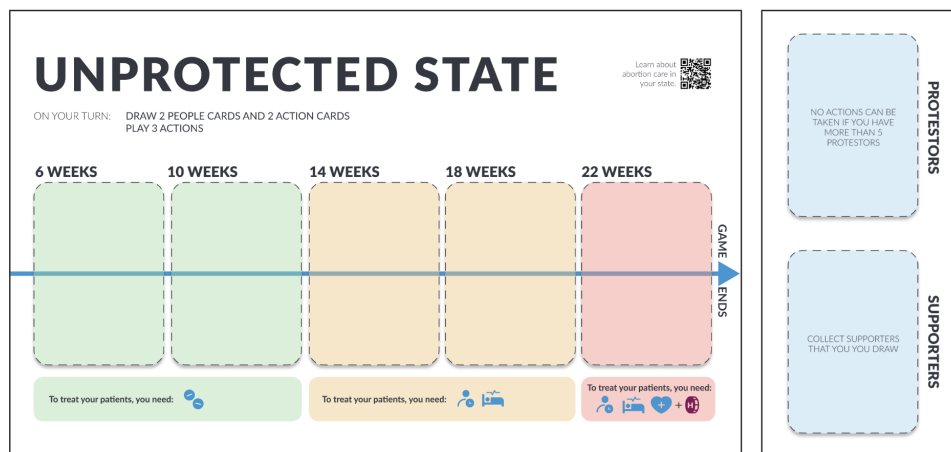 UNPROTECTED STATE
Learn about
abortion care in
your state.
ON YOUR TURN: DRAW 2 PEOPLE CARDS AND 2 ACTION CARDS
PLAY 3 ACTIONS
6 WEEKS
10 WEEKS
14 WEEKS
18 WEEKS
22 WEEKS
GAME ENDS
To treat your patients, you need:
To treat your patients, you need:
To treat your patients, you need:
+
NO ACTIONS CAN BE
TAKEN IF YOU HAVE
MORE THAN 5
PROTESTORS
PROTESTORS
COLLECT SUPPORTERS
THAT YOU YOU DRAW
SUPPORTERS